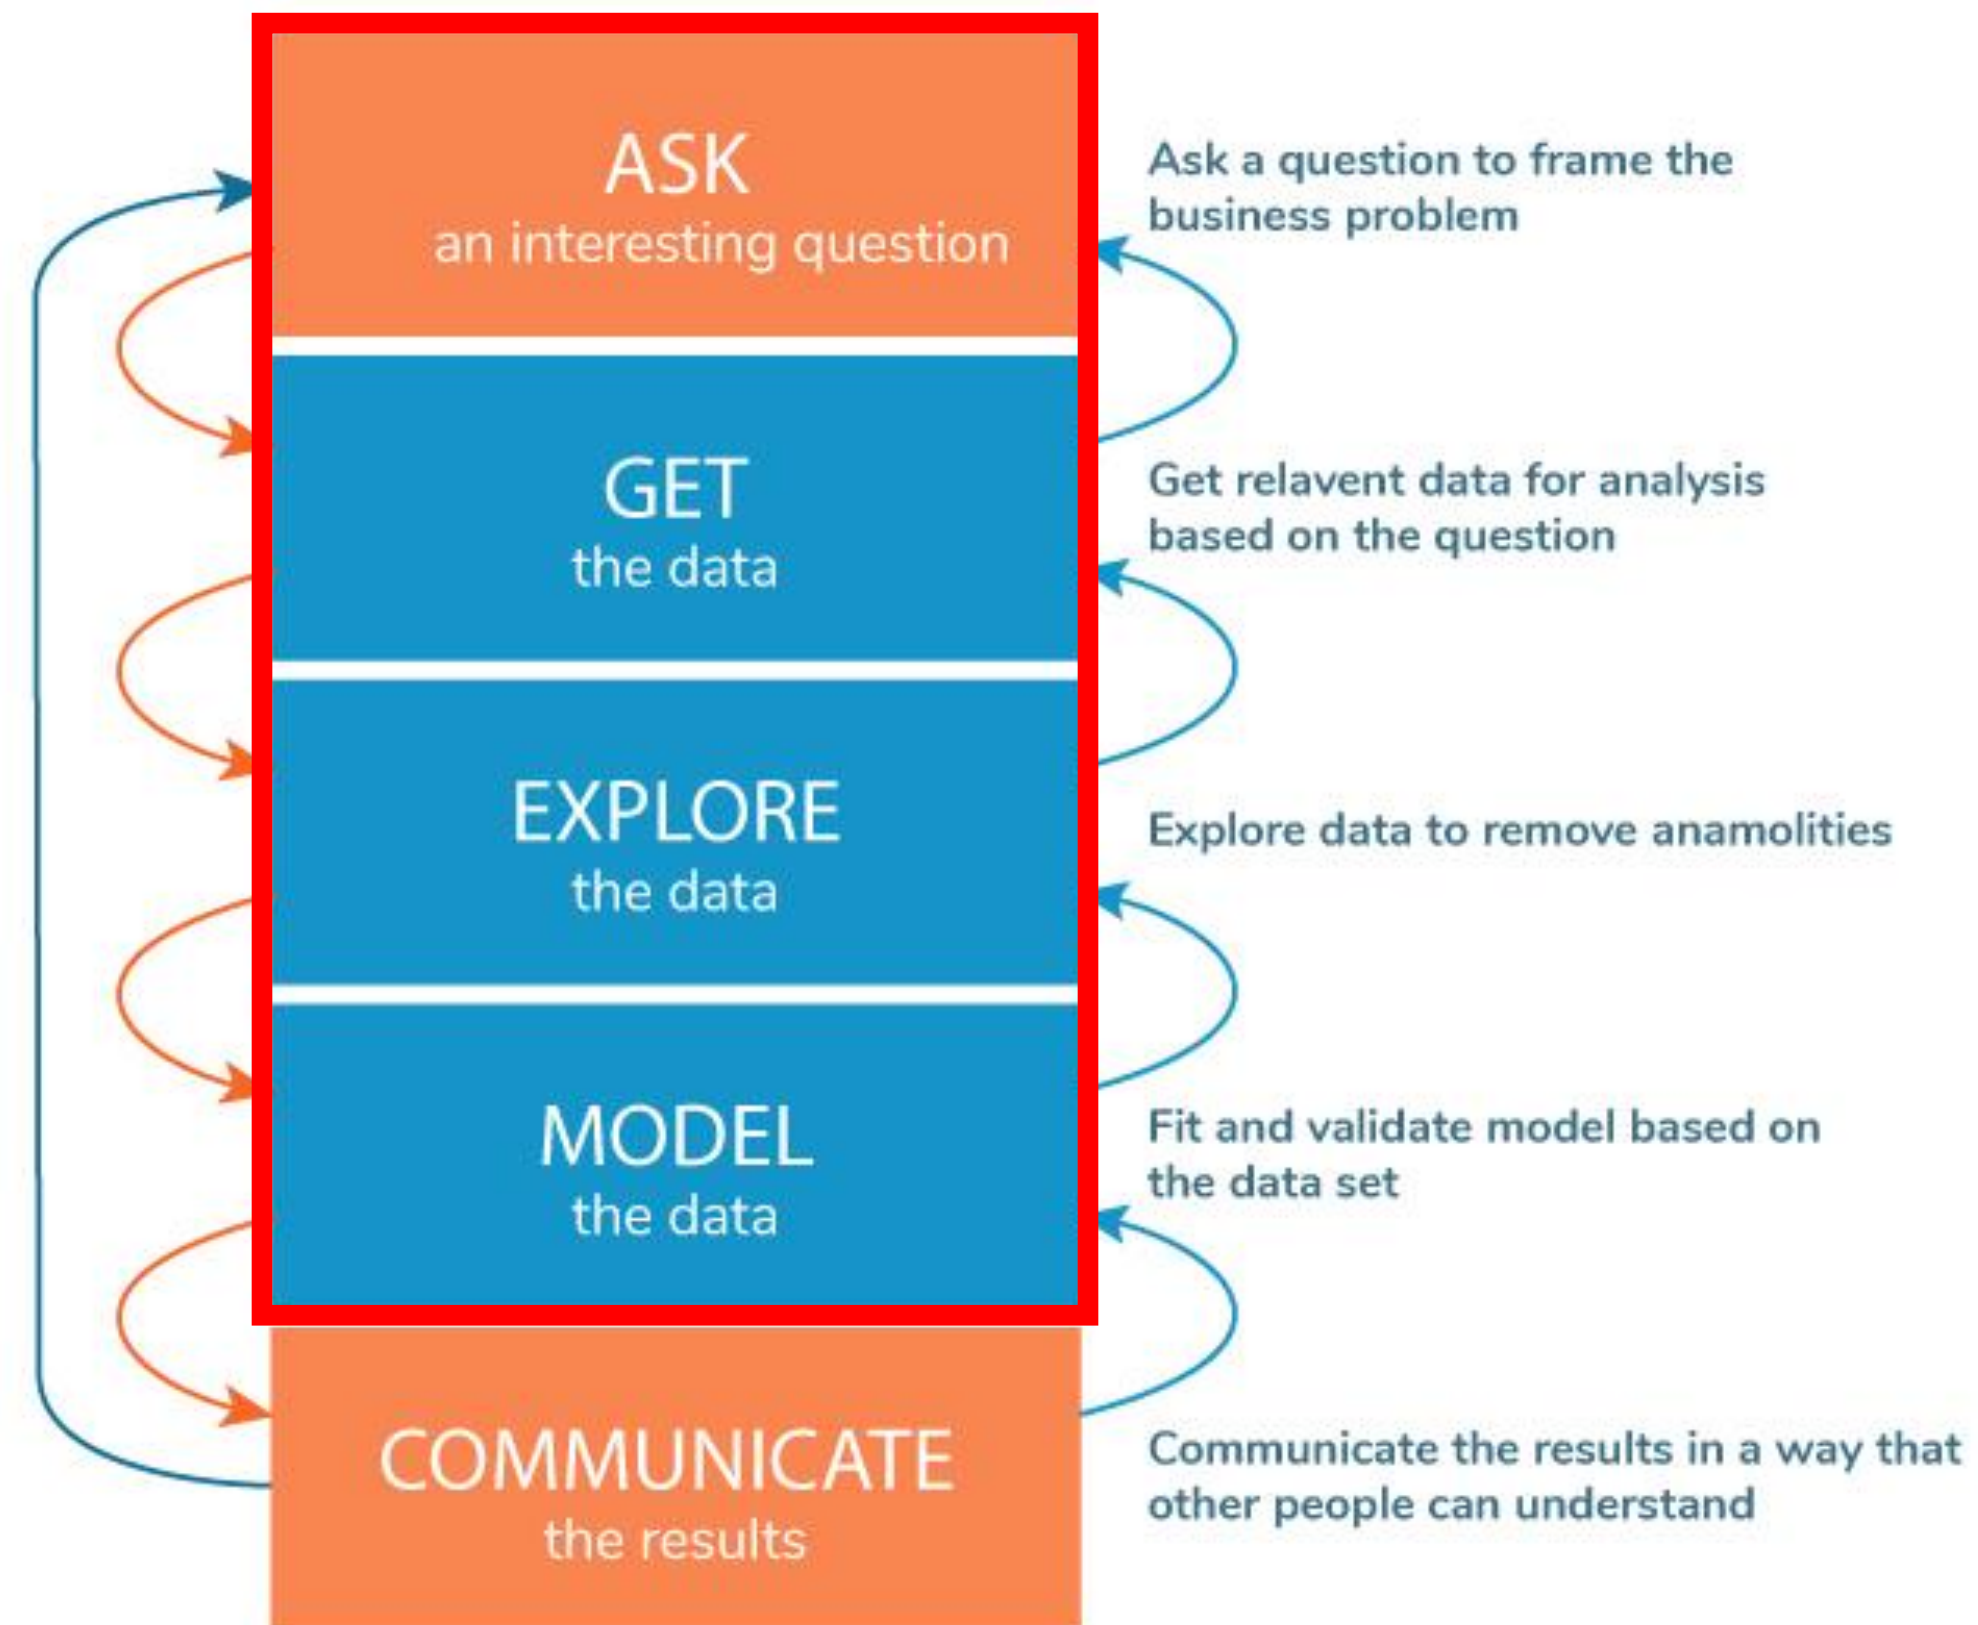 ASK
an interesting question
Ask a question to frame the
business problem
GET
the data
Get relavent data for analysis
based on the question
EXPLORE
the data
Explore data to remove anamolities
MODEL
the data
Fit and validate model based on
the data set
COMMUNICATE
the results
Communicate the results in a way that
other people can understand